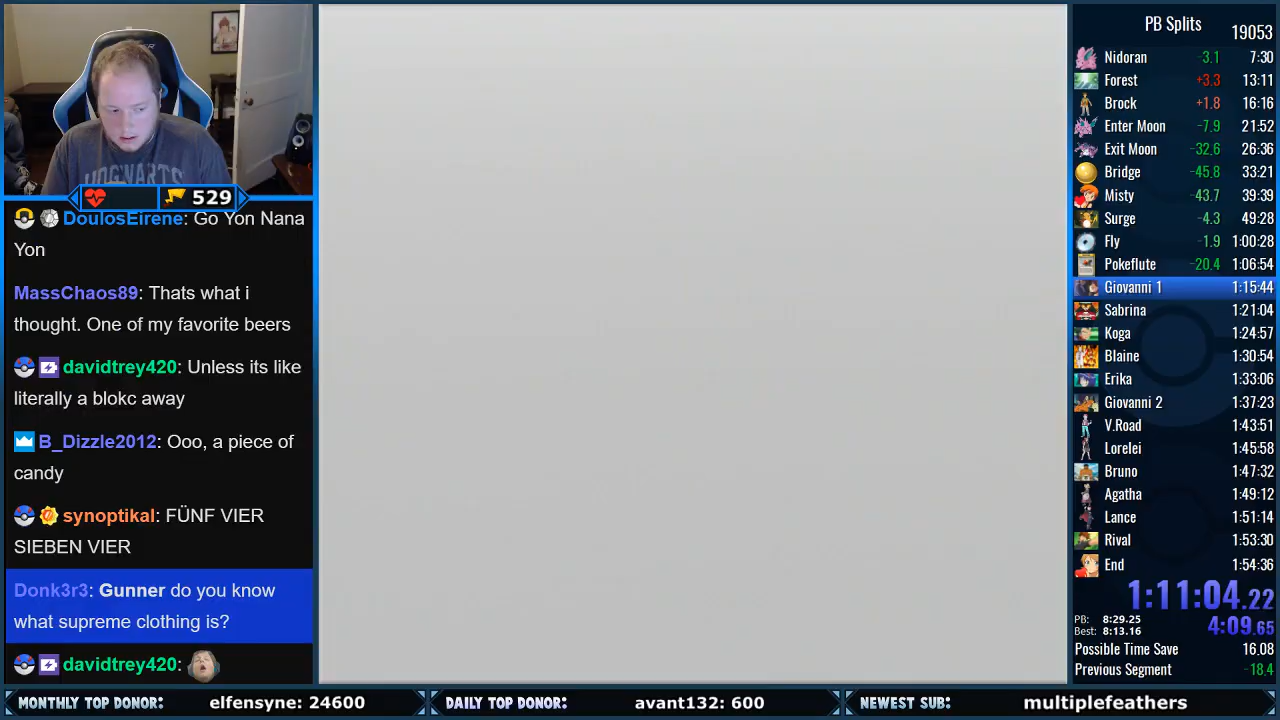 HOGWARTS
529
DoulosEirene: Go Yon Nana
Yon
MassChaos89: Thats what i
thought. One of my favorite beers
davidtrey420: Unless its like
literally a blokc away
B_Dizzle2012: Ooo, a piece of
candy
synoptikal: FÜNF VIER
SIEBEN VIER
Donk3r3: Gunner do you know
what supreme clothing is?
davidtrey420:
PB Splits 19053
Nidoran -3.1 7:30
Forest +3.3 13:11
Brock +1.8 16:16
Enter Moon -7.9 21:52
Exit Moon -32.6 26:36
Bridge -45.8 33:21
Misty -43.7 39:39
Surge -4.3 49:28
Fly -1.9 1:00:28
Pokeflute -20.4 1:06:54
Giovanni 1 1:15:44
Sabrina 1:21:04
Koga 1:24:57
Blaine 1:30:54
Erika 1:33:06
Giovanni 2 1:37:23
V.Road 1:43:51
Lorelei 1:45:58
Bruno 1:47:32
Agatha 1:49:12
Lance 1:51:14
Rival 1:53:30
End 1:54:36
1:11:04.22
PB: 8:29.25
Best: 8:13.16
4:09.65
Possible Time Save 16.08
Previous Segment -18.4
MONTHLY TOP DONOR: elfensyne: 24600
DAILY TOP DONOR: avant132: 600
NEWEST SUB: multiplefeathers